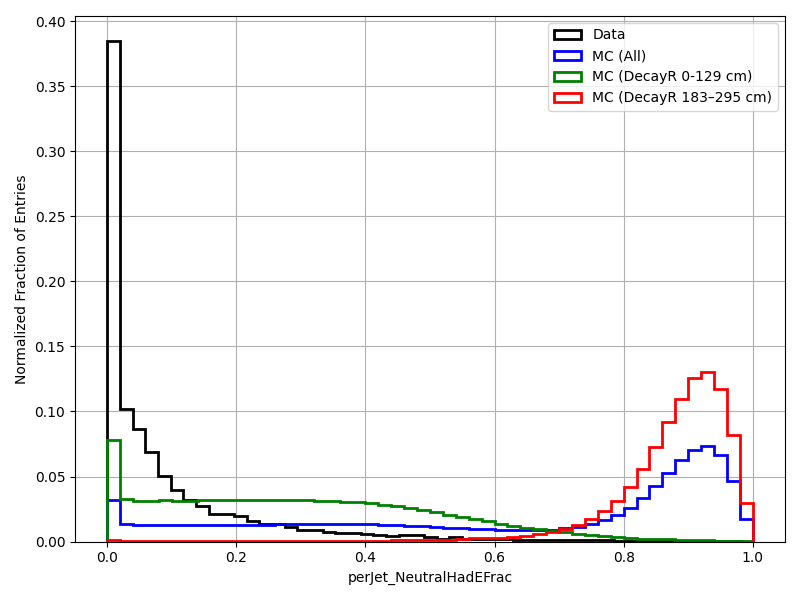 Data
MC (All)
MC (DecayR 0-129 cm)
MC (DecayR 183–295 cm)
Normalized Fraction of Entries
0.40
0.35
0.30
0.25
0.20
0.15
0.10
0.05
0.00
0.0 0.2 0.4 0.6 0.8 1.0
perJet_NeutralHadEFrac